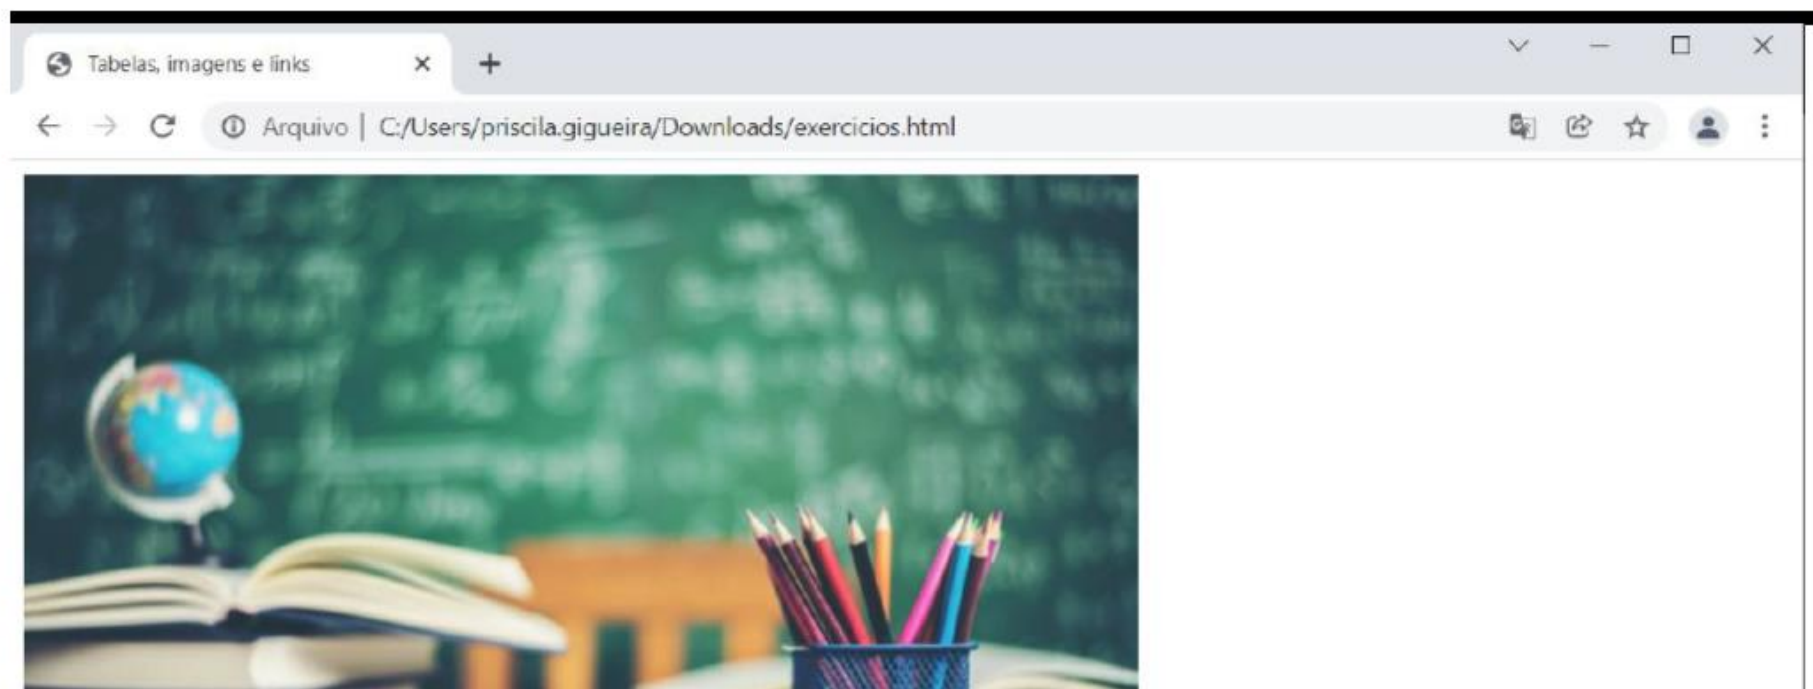 Tabelas, imagens e links
Arquivo | C:/Users/priscila.gigueira/Downloads/exercicios.html